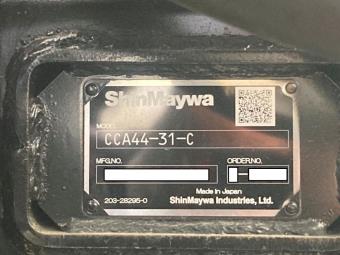 ShinMaywa
MODEL
CCA44-31-C
MFG.NO.
ORDER.NO.
Made in Japan
203-28295-0
ShinMaywa Industries, Ltd.